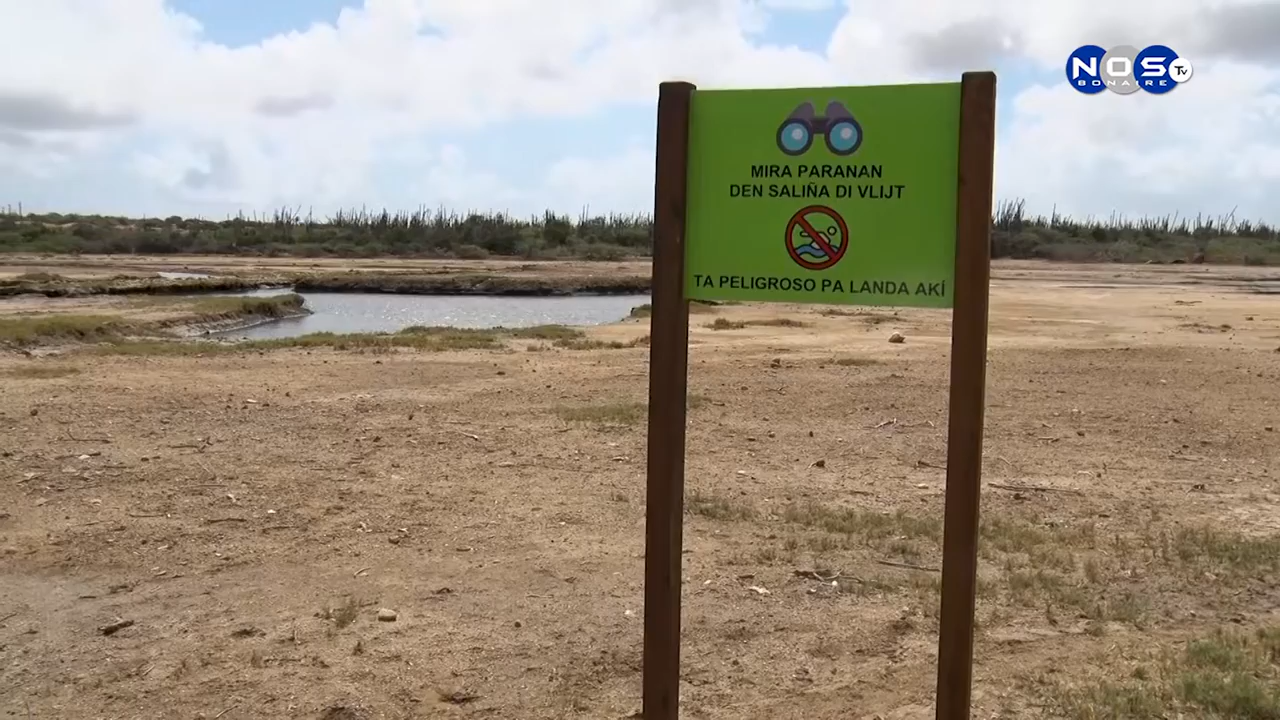 NOS TV
BONAIRE
MIRA PARANAN
DEN SALIÑA DI VLIJT
TA PELIGROSO PA LANDA AKÍ